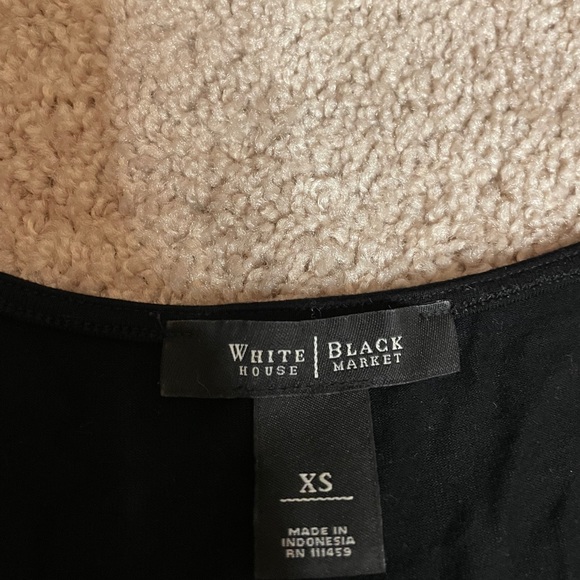 WHITE | BLACK
HOUSE | MARKET
XS
MADE IN
INDONESIA
RN 111459